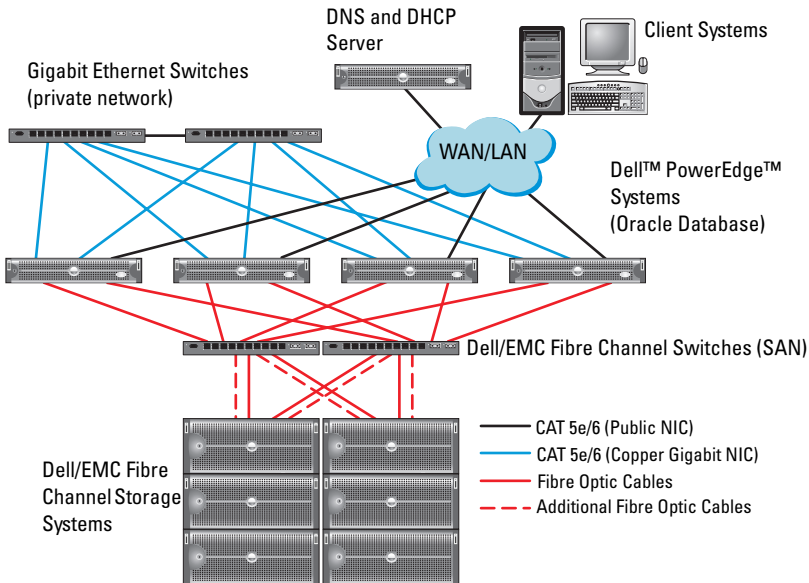 DNS and DHCP
Server
Client Systems
Gigabit Ethernet Switches
(private network)
WAN/LAN
Dell™ PowerEdge™
Systems
(Oracle Database)
Dell/EMC Fibre Channel Switches (SAN)
CAT 5e/6 (Public NIC)
CAT 5e/6 (Copper Gigabit NIC)
Fibre Optic Cables
Additional Fibre Optic Cables
Dell/EMC Fibre
Channel Storage
Systems